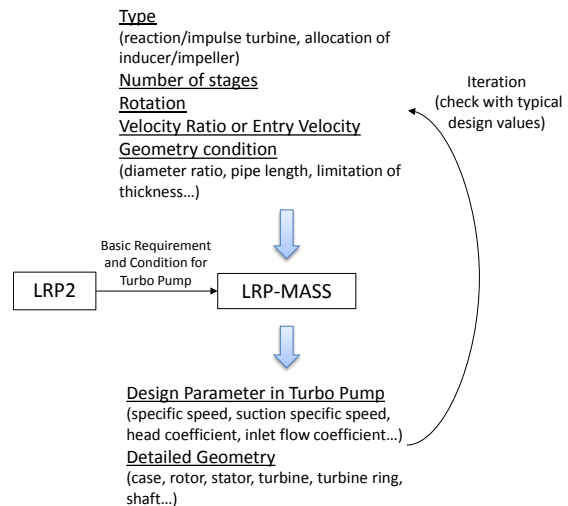 Type
(reaction/impulse turbine, allocation of
inducer/impeller)
Number of stages
Rotation
Velocity Ratio or Entry Velocity
Geometry condition
(diameter ratio, pipe length, limitation of
thickness…)
Iteration
(check with typical
design values)
Basic Requirement
and Condition for
Turbo Pump
LRP2
LRP-MASS
Design Parameter in Turbo Pump
(specific speed, suction specific speed,
head coefficient, inlet flow coefficient…)
Detailed Geometry
(case, rotor, stator, turbine, turbine ring,
shaft…)